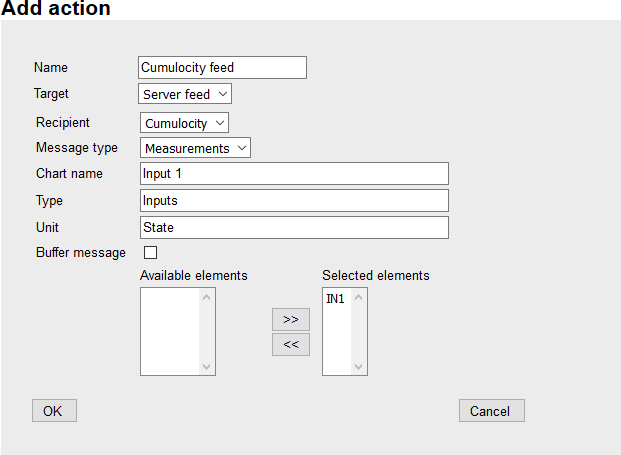 Add action
Name Cumulocity feed
Target Server feed
Recipient Cumulocity
Message type Measurements
Chart name Input 1
Type Inputs
Unit State
Buffer message
Available elements Selected elements
IN1
>>
<<
OK Cancel